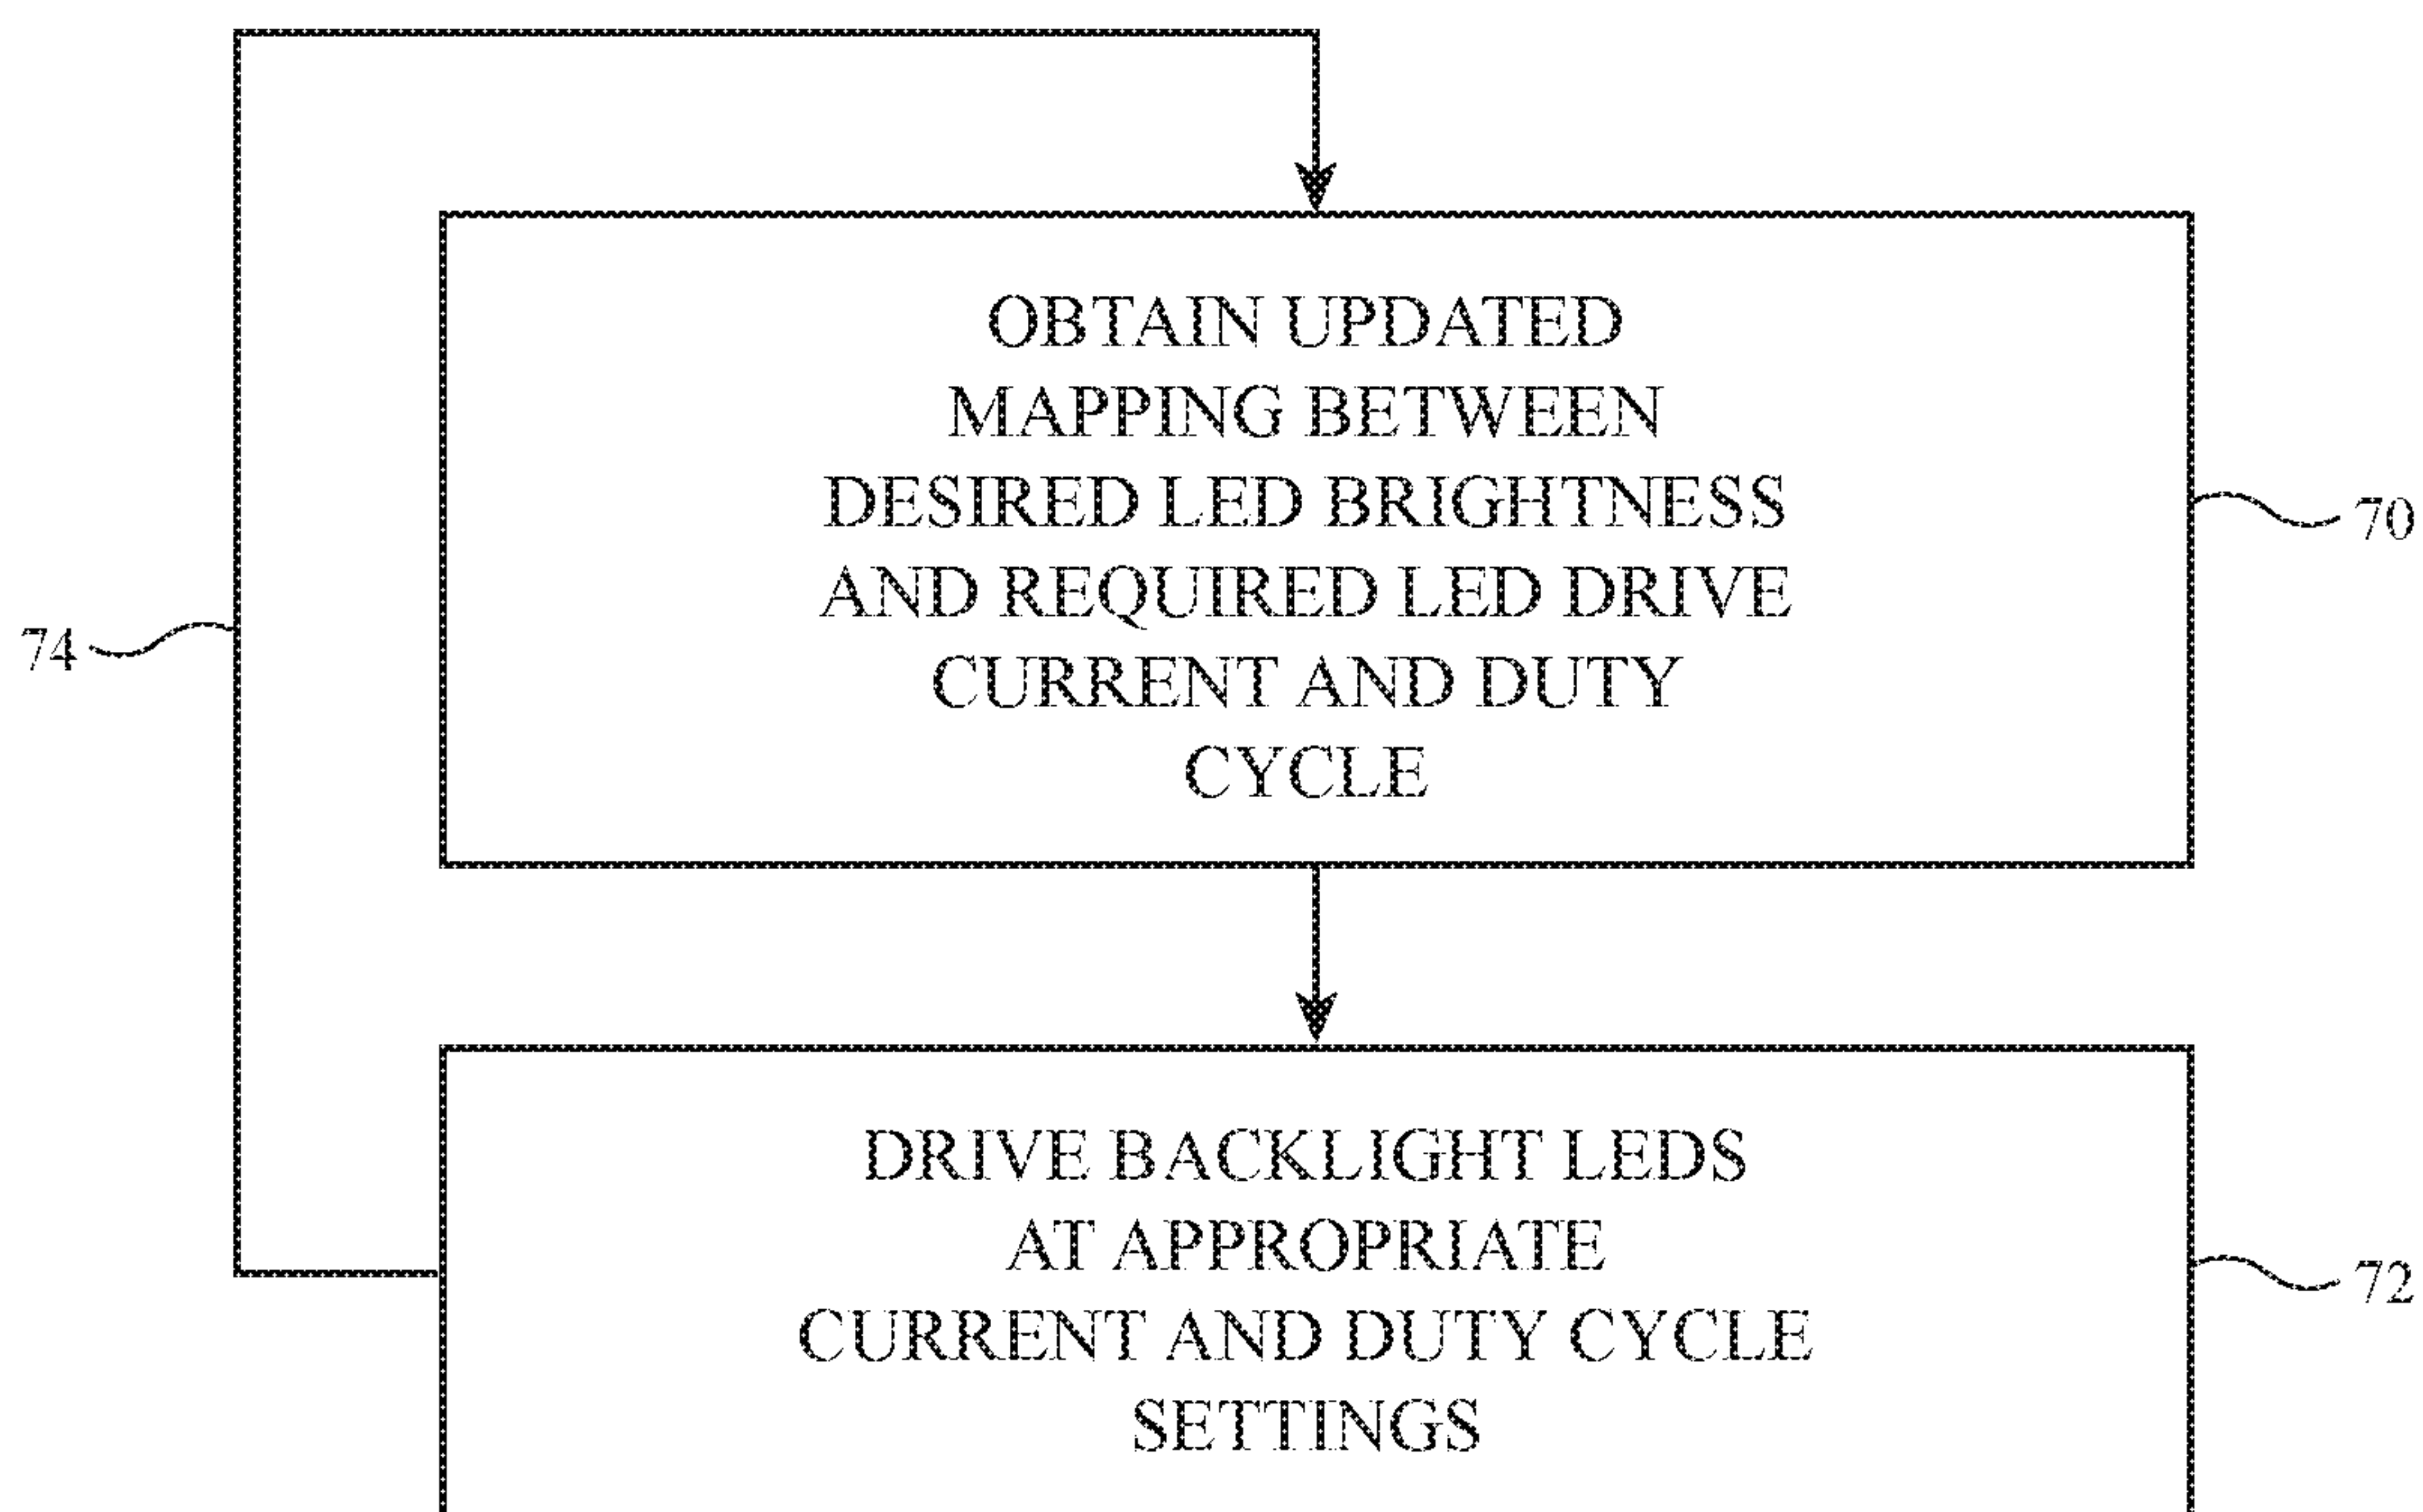 OBTAIN UPDATED
MAPPING BETWEEN
DESIRED LED BRIGHTNESS
AND REQUIRED LED DRIVE
CURRENT AND DUTY
CYCLE
70
74
DRIVE BACKLIGHT LEDS
AT APPROPRIATE
CURRENT AND DUTY CYCLE
SETTINGS
72